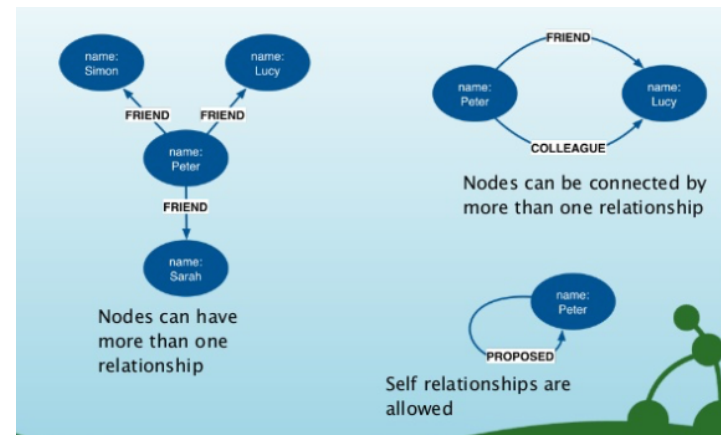 name:
Simon
name:
Lucy
FRIEND
FRIEND
name:
Peter
FRIEND
name:
Sarah
Nodes can have
more than one
relationship
FRIEND
name:
Peter
name:
Lucy
COLLEAGUE
Nodes can be connected by
more than one relationship
name:
Peter
PROPOSED
Self relationships are
allowed